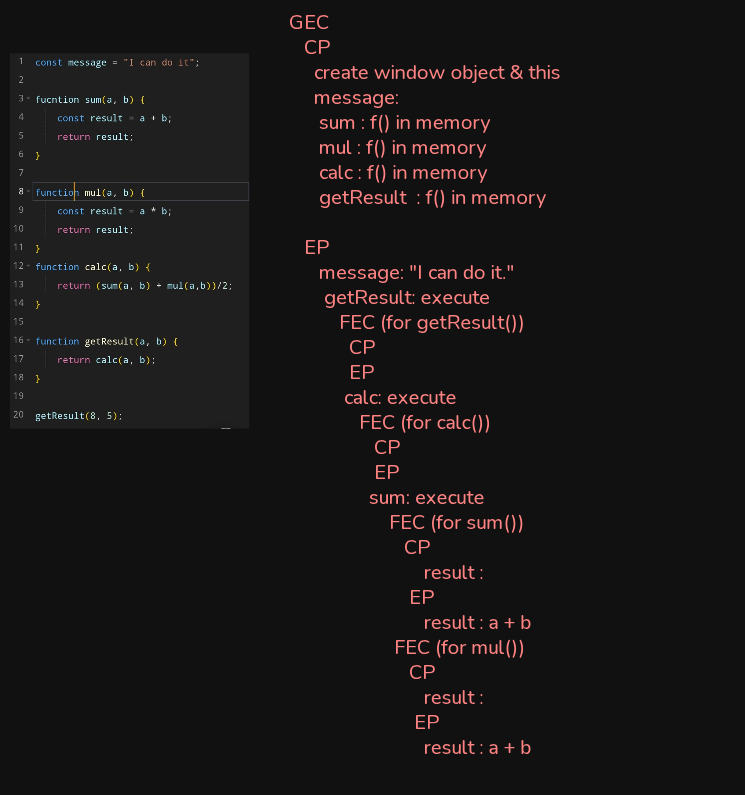 1 const message = "I can do it";
2
3 fucntion sum(a, b) {
4 const result = a + b;
5 return result;
6 }
7
8 function mul(a, b) {
9 const result = a * b;
10 return result;
11 }
12 function calc(a, b) {
13 return (sum(a, b) + mul(a,b))/2;
14 }
15
16 function getResult(a, b) {
17 return calc(a, b);
18 }
19
20 getResult(8, 5);
GEC
CP
create window object & this
message:
sum : f() in memory
mul : f() in memory
calc : f() in memory
getResult : f() in memory
EP
message: "I can do it."
getResult: execute
FEC (for getResult())
CP
EP
calc: execute
FEC (for calc())
CP
EP
sum: execute
FEC (for sum())
CP
result :
EP
result : a + b
FEC (for mul())
CP
result :
EP
result : a + b